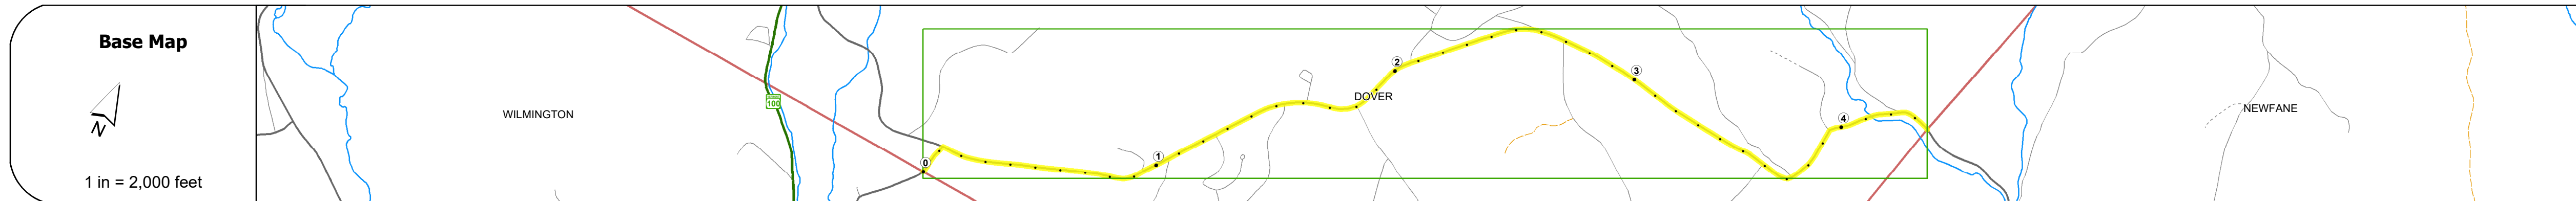 Base Map
N
1 in = 2,000 feet
WILMINGTON
100
0
1
2
DOVER
3
4
NEWFANE